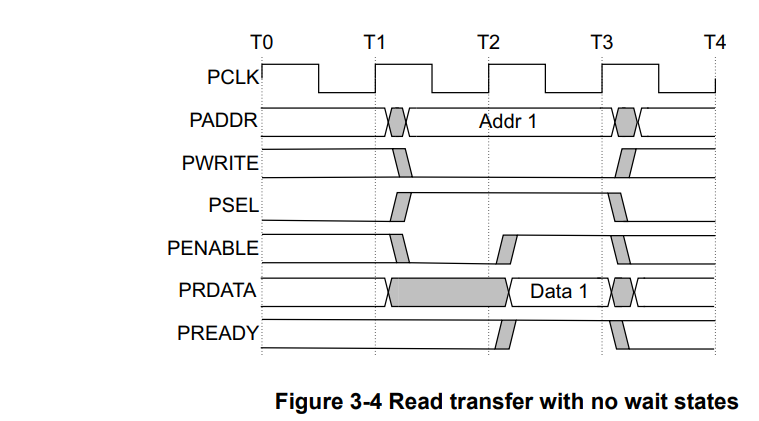 T0 T1 T2 T3 T4
PCLK
PADDR Addr 1
PWRITE
PSEL
PENABLE
PRDATA Data 1
PREADY
Figure 3-4 Read transfer with no wait states